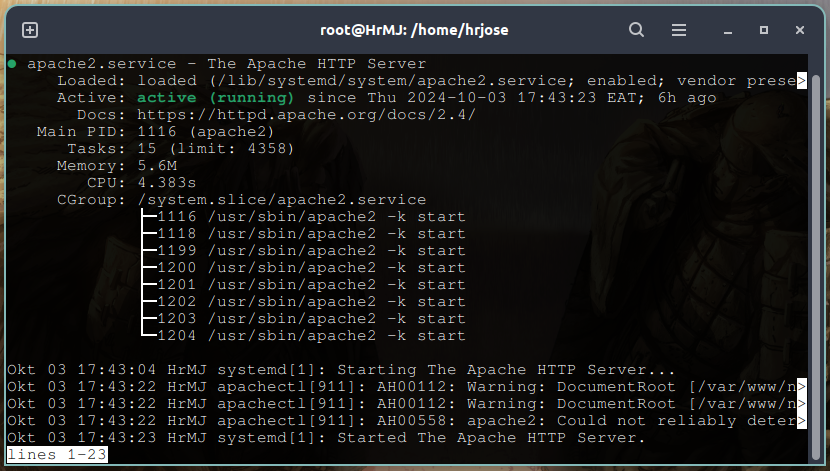 root@HrMJ: /home/hrjose
● apache2.service - The Apache HTTP Server
Loaded: loaded (/lib/systemd/system/apache2.service; enabled; vendor prese>
Active: active (running) since Thu 2024-10-03 17:43:23 EAT; 6h ago
Docs: https://httpd.apache.org/docs/2.4/
Main PID: 1116 (apache2)
Tasks: 15 (limit: 4358)
Memory: 5.6M
CPU: 4.383s
CGroup: /system.slice/apache2.service
├─1116 /usr/sbin/apache2 -k start
├─1118 /usr/sbin/apache2 -k start
├─1199 /usr/sbin/apache2 -k start
├─1200 /usr/sbin/apache2 -k start
├─1201 /usr/sbin/apache2 -k start
├─1202 /usr/sbin/apache2 -k start
├─1203 /usr/sbin/apache2 -k start
└─1204 /usr/sbin/apache2 -k start
Okt 03 17:43:04 HrMJ systemd[1]: Starting The Apache HTTP Server...
Okt 03 17:43:22 HrMJ apachectl[911]: AH00112: Warning: DocumentRoot [/var/www/n>
Okt 03 17:43:22 HrMJ apachectl[911]: AH00112: Warning: DocumentRoot [/var/www/n>
Okt 03 17:43:22 HrMJ apachectl[911]: AH00558: apache2: Could not reliably deter>
Okt 03 17:43:23 HrMJ systemd[1]: Started The Apache HTTP Server.
lines 1-23